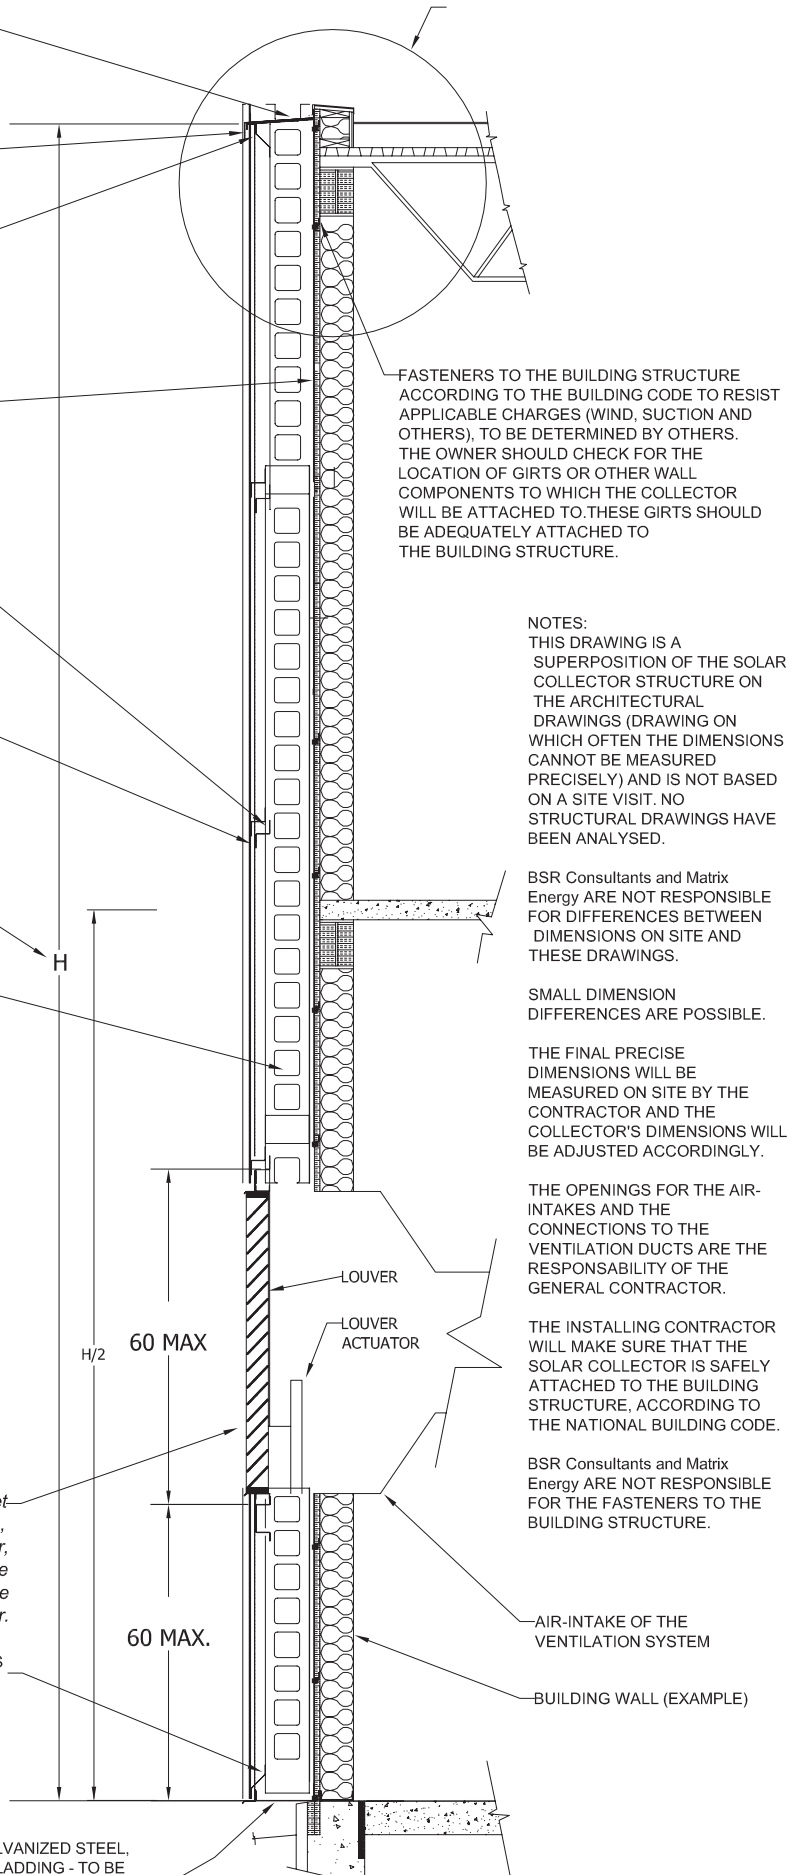 FASTENERS TO THE BUILDING STRUCTURE
ACCORDING TO THE BUILDING CODE TO RESIST
APPLICABLE CHARGES (WIND, SUCTION AND
OTHERS), TO BE DETERMINED BY OTHERS.
THE OWNER SHOULD CHECK FOR THE
LOCATION OF GIRTS OR OTHER WALL
COMPONENTS TO WHICH THE COLLECTOR
WILL BE ATTACHED TO.THESE GIRTS SHOULD
BE ADEQUATELY ATTACHED TO
THE BUILDING STRUCTURE.
NOTES:
THIS DRAWING IS A
SUPERPOSITION OF THE SOLAR
COLLECTOR STRUCTURE ON
THE ARCHITECTURAL
DRAWINGS (DRAWING ON
WHICH OFTEN THE DIMENSIONS
CANNOT BE MEASURED
PRECISELY) AND IS NOT BASED
ON A SITE VISIT. NO
STRUCTURAL DRAWINGS HAVE
BEEN ANALYSED.
BSR Consultants and Matrix
Energy ARE NOT RESPONSIBLE
FOR DIFFERENCES BETWEEN
DIMENSIONS ON SITE AND
THESE DRAWINGS.
SMALL DIMENSION
DIFFERENCES ARE POSSIBLE.
THE FINAL PRECISE
DIMENSIONS WILL BE
MEASURED ON SITE BY THE
CONTRACTOR AND THE
COLLECTOR'S DIMENSIONS WILL
BE ADJUSTED ACCORDINGLY.
THE OPENINGS FOR THE AIR-
INTAKES AND THE
CONNECTIONS TO THE
VENTILATION DUCTS ARE THE
RESPONSABILITY OF THE
GENERAL CONTRACTOR.
THE INSTALLING CONTRACTOR
WILL MAKE SURE THAT THE
SOLAR COLLECTOR IS SAFELY
ATTACHED TO THE BUILDING
STRUCTURE, ACCORDING TO
THE NATIONAL BUILDING CODE.
BSR Consultants and Matrix
Energy ARE NOT RESPONSIBLE
FOR THE FASTENERS TO THE
BUILDING STRUCTURE.
H
H/2
60 MAX
LOUVER
LOUVER
ACTUATOR
60 MAX.
AIR-INTAKE OF THE
VENTILATION SYSTEM
BUILDING WALL (EXAMPLE)
STEEL,
- TO BE